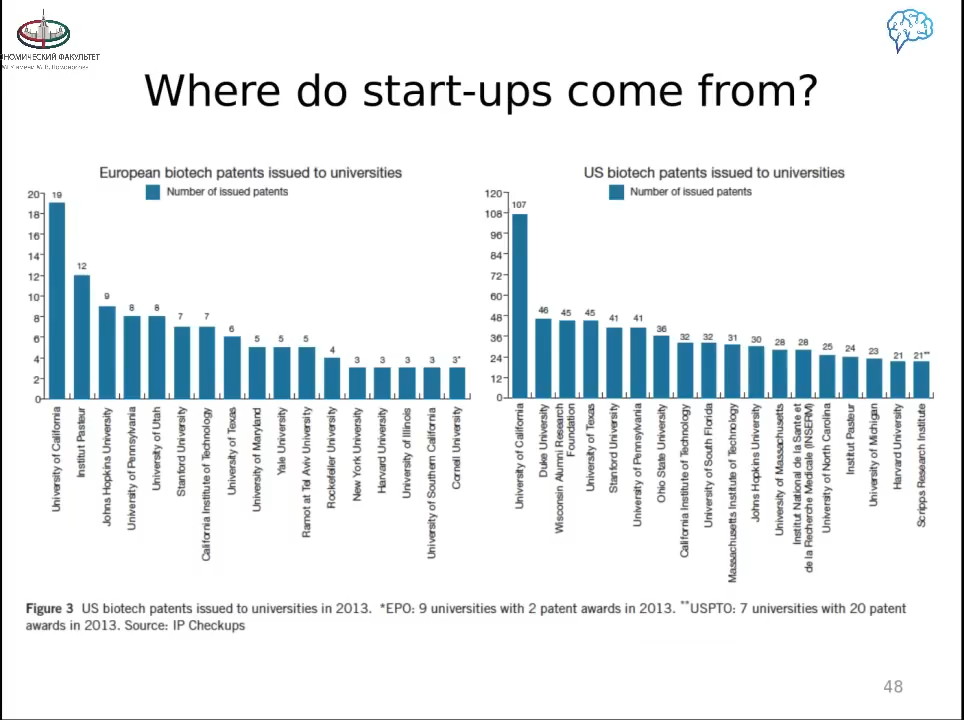 НОМИЧЕСКИЙ ФАКУЛЬТЕТ
Where do start-ups come from?
European biotech patents issued to universities
Number of issued patents
20
18
16
14
12
10
8
6
4
2
0
19
12
9
8
8
7
7
6
5
5
5
4
3
3
3
3
3*
University of California
Institut Pasteur
Johns Hopkins University
University of Pennsylvania
University of Utah
Stanford University
California Institute of Technology
University of Texas
University of Maryland
Yale University
Ramot at Tel Aviv University
Rockefeller University
New York University
Harvard University
University of Illinois
University of Southern California
Cornell University
US biotech patents issued to universities
Number of issued patents
120
108
96
84
72
60
48
36
24
12
0
107
46
45
45
41
41
36
32
32
31
30
28
28
25
24
23
21
21**
University of California
Duke University
Wisconsin Alumni Research
Foundation
University of Texas
Stanford University
University of Pennsylvania
Ohio State University
California Institute of Technology
University of South Florida
Massachusetts Institute of Technology
Johns Hopkins University
University of Massachusetts
Institut National de la Sante et
de la Recherche Medicale (INSERM)
University of North Carolina
Institut Pasteur
University of Michigan
Harvard University
Scripps Research Institute
Figure 3 US biotech patents issued to universities in 2013. *EPO: 9 universities with 2 patent awards in 2013. **USPTO: 7 universities with 20 patent
awards in 2013. Source: IP Checkups
48